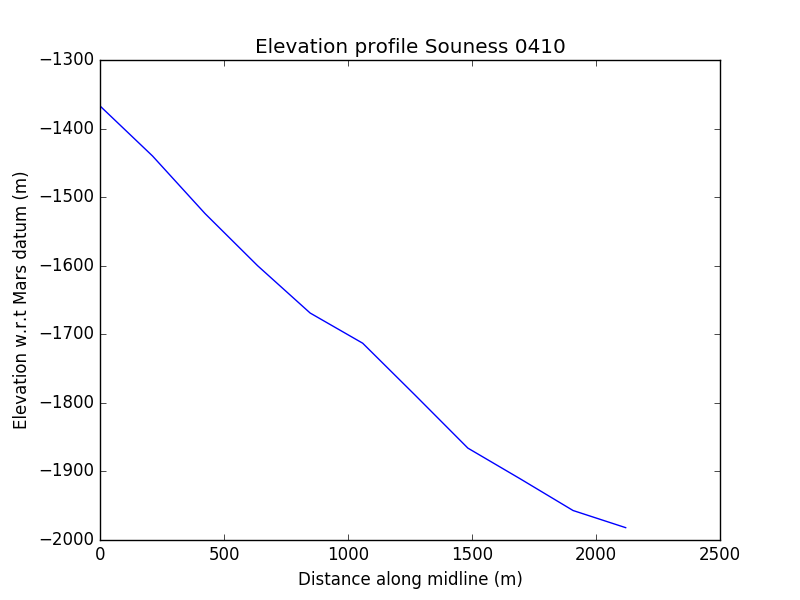 Elevation profile Souness 0410
−1300
−1400
−1500
−1600
−1700
−1800
−1900
−2000
Elevation w.r.t Mars datum (m)
0 500 1000 1500 2000 2500
Distance along midline (m)